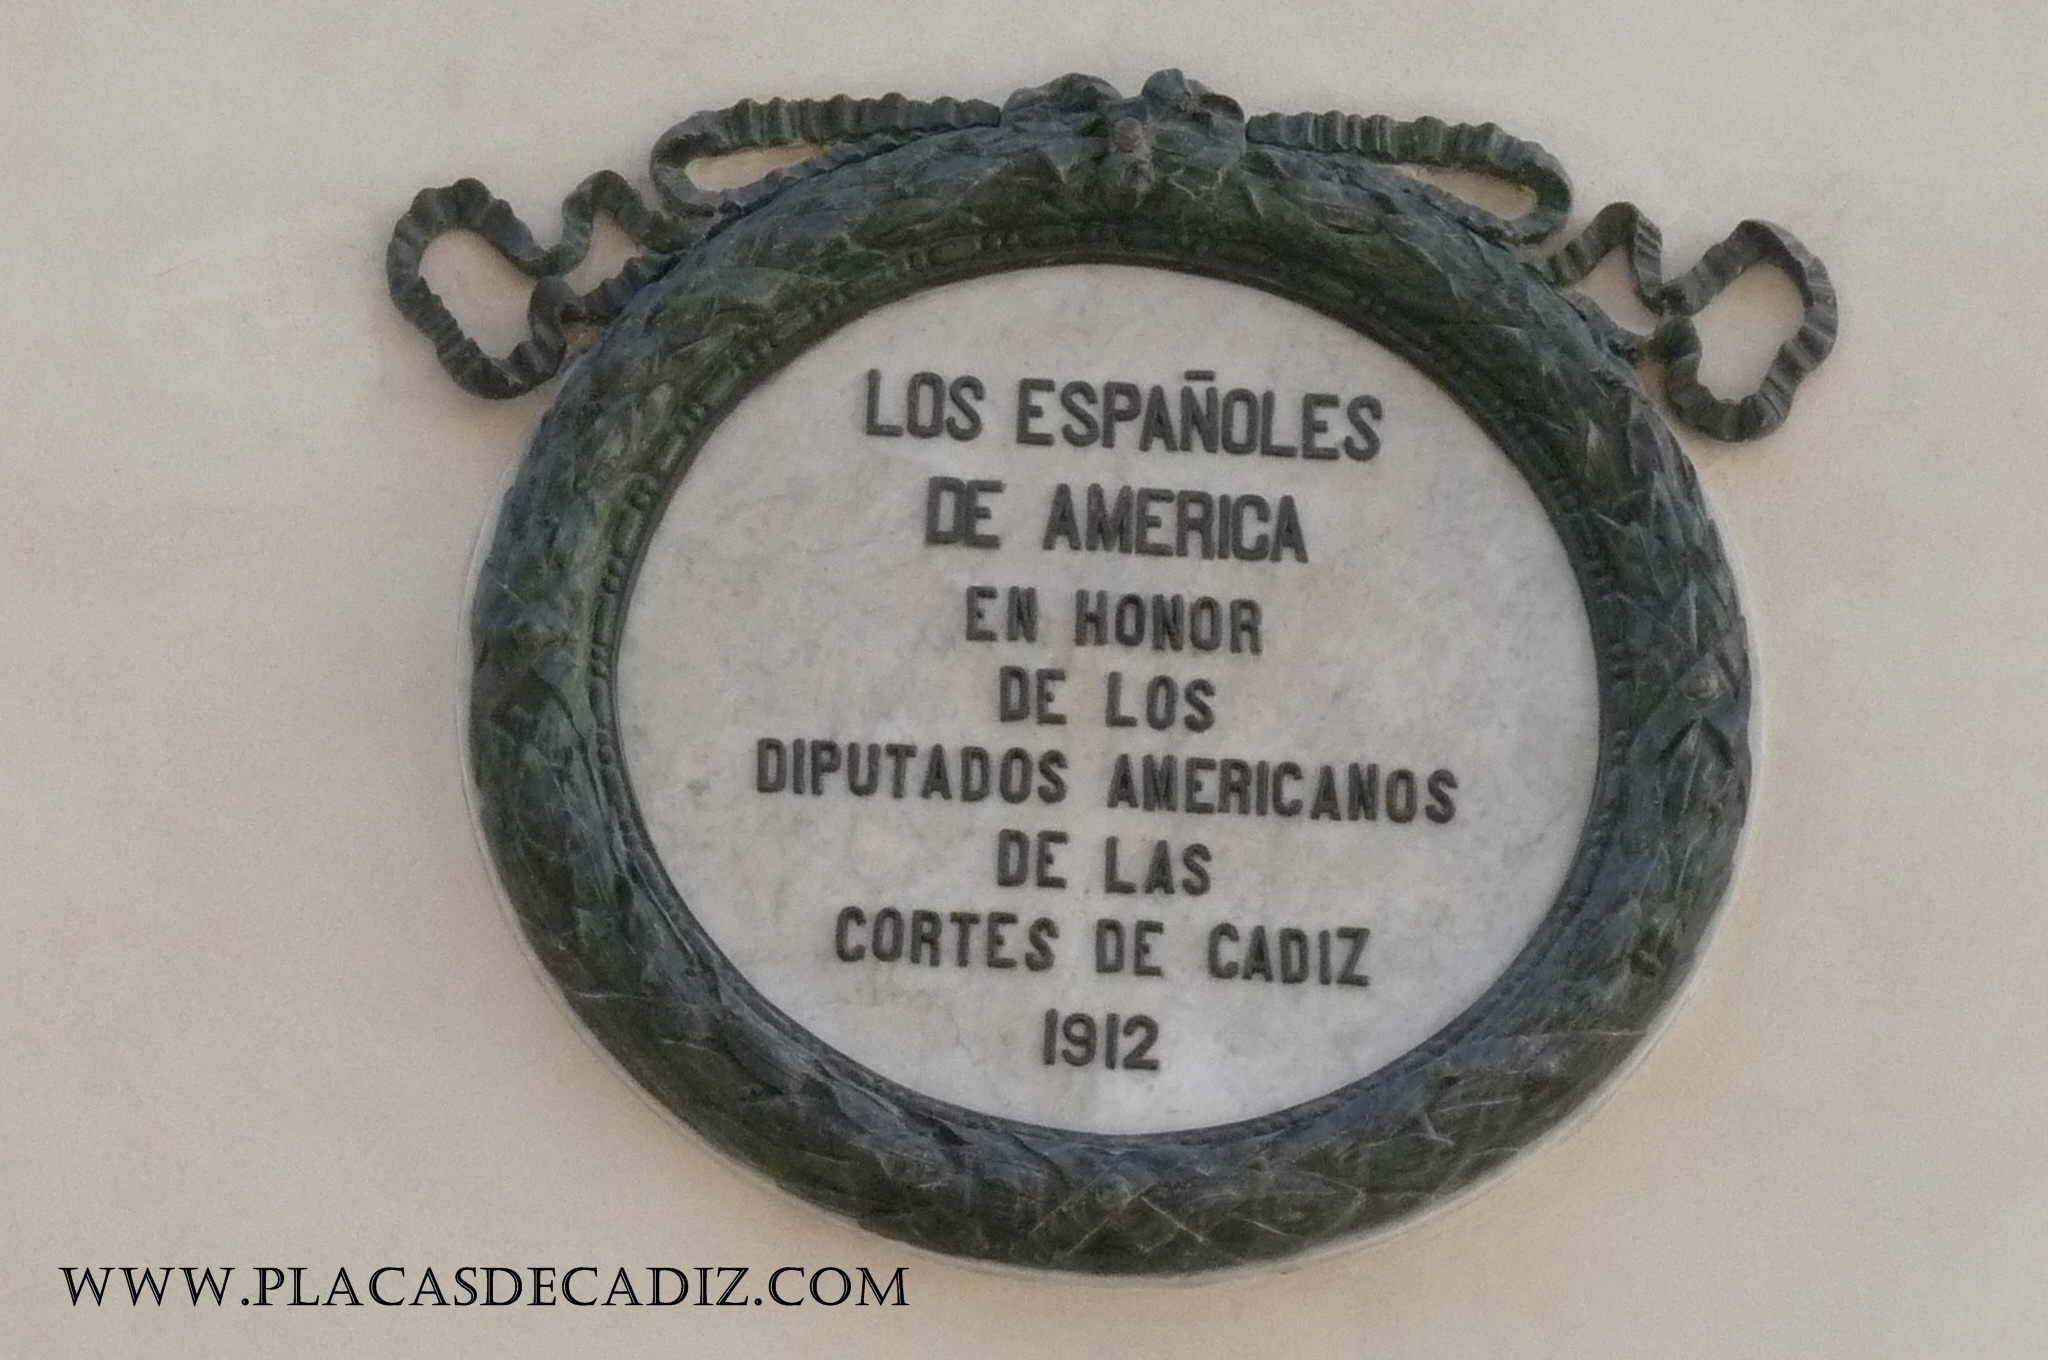 LOS ESPAÑOLES
DE AMERICA
EN HONOR
DE LOS
DIPUTADOS AMERICANOS
DE LAS
CORTES DE CADIZ
1912
WWW.PLACASDECADIZ.COM